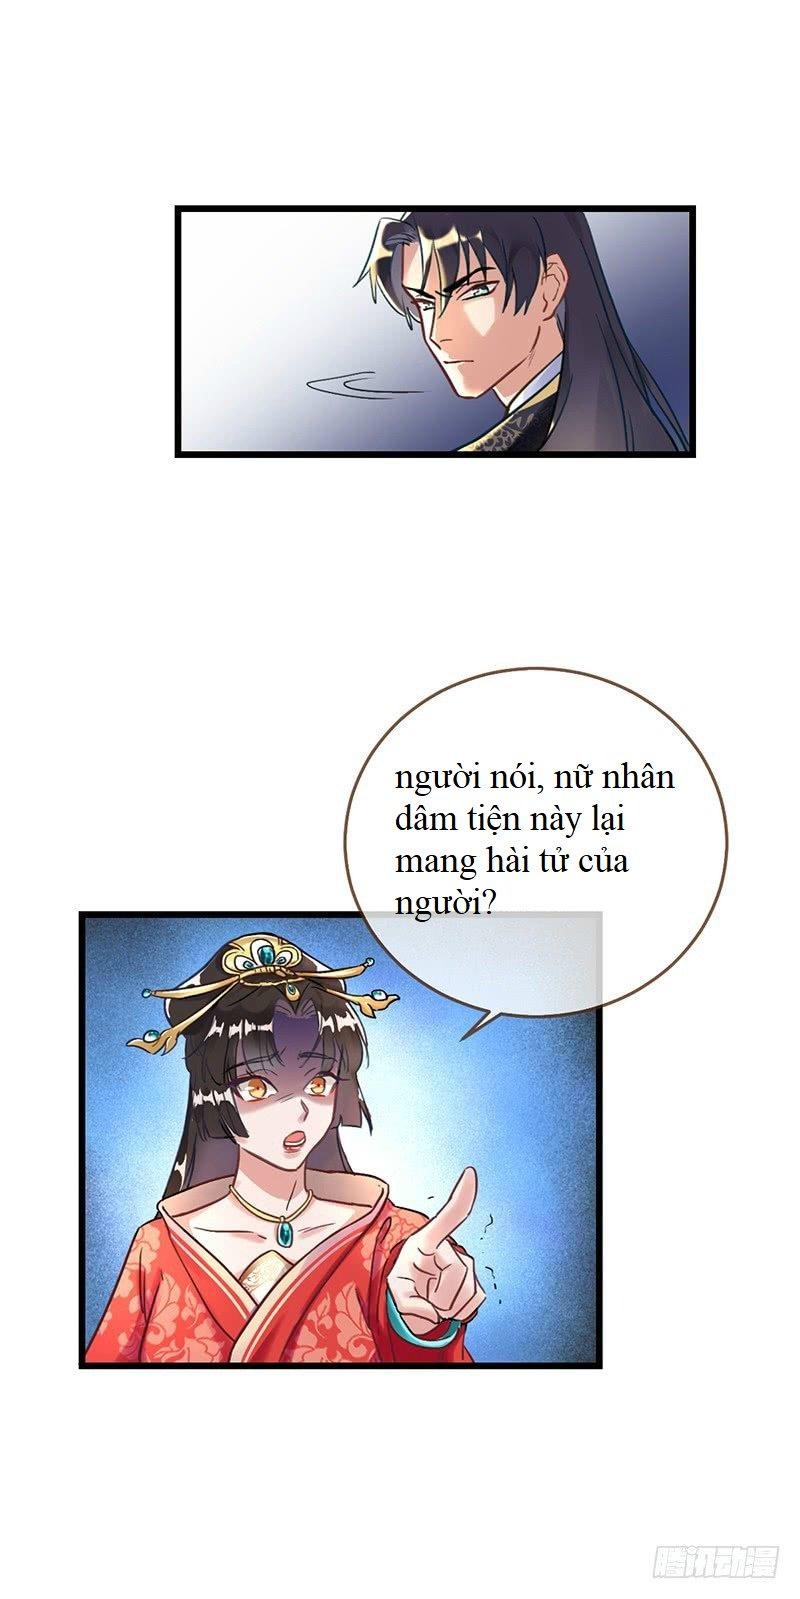 người nói, nữ nhân
dâm tiện này lại
mang hài tử của
người?
腾讯动漫